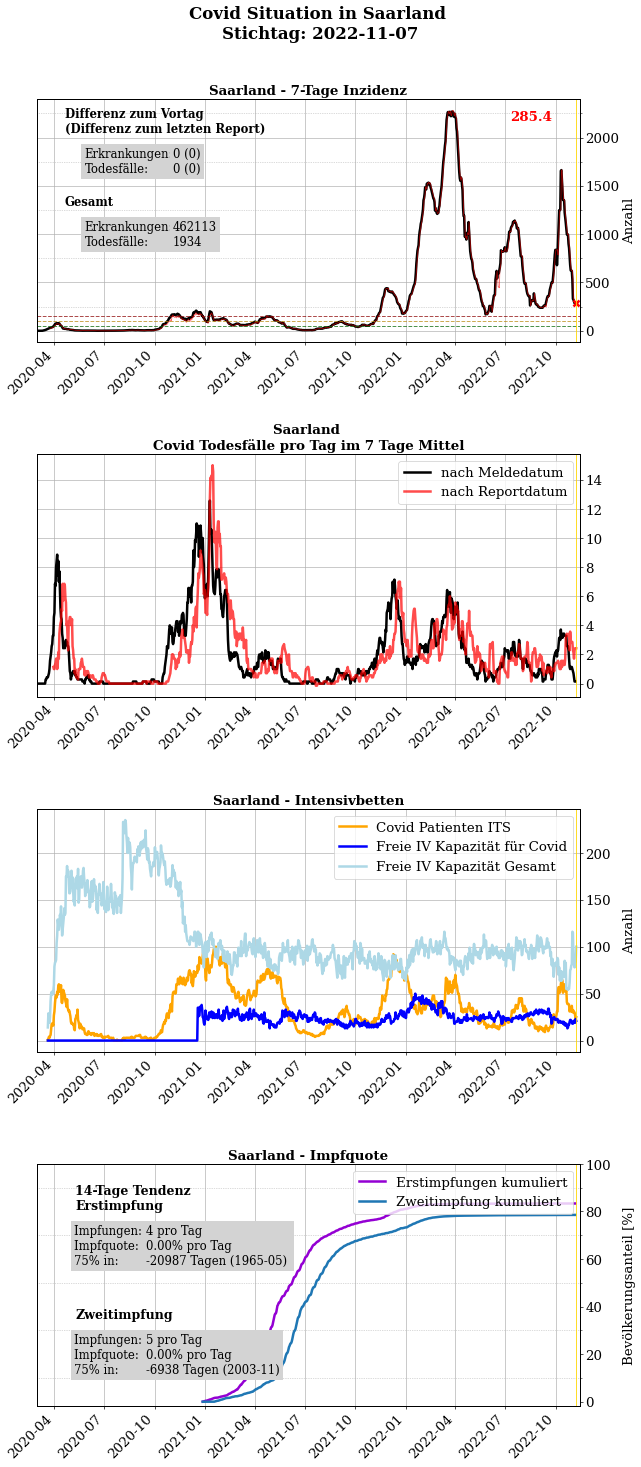 Covid Situation in Saarland
Stichtag: 2022-11-07
Saarland - 7-Tage Inzidenz
Differenz zum Vortag
(Differenz zum letzten Report)
Erkrankungen 0 (0)
Todesfälle: 0 (0)
Gesamt
Erkrankungen 462113
Todesfälle: 1934
285.4
2000
1500
1000
500
0
Anzahl
2020-04 2020-07 2020-10 2021-01 2021-04 2021-07 2021-10 2022-01 2022-04 2022-07 2022-10
Saarland
Covid Todesfälle pro Tag im 7 Tage Mittel
nach Meldedatum
nach Reportdatum
14
12
10
8
6
4
2
0
2020-04 2020-07 2020-10 2021-01 2021-04 2021-07 2021-10 2022-01 2022-04 2022-07 2022-10
Saarland - Intensivbetten
Covid Patienten ITS
Freie IV Kapazität für Covid
Freie IV Kapazität Gesamt
200
150
100
50
0
Anzahl
2020-04 2020-07 2020-10 2021-01 2021-04 2021-07 2021-10 2022-01 2022-04 2022-07 2022-10
Saarland - Impfquote
14-Tage Tendenz
Erstimpfung
Impfungen: 4 pro Tag
Impfquote: 0.00% pro Tag
75% in: -20987 Tagen (1965-05)
Zweitimpfung
Impfungen: 5 pro Tag
Impfquote: 0.00% pro Tag
75% in: -6938 Tagen (2003-11)
Erstimpfungen kumuliert
Zweitimpfung kumuliert
100
80
60
40
20
0
Bevölkerungsanteil [%]
2020-04 2020-07 2020-10 2021-01 2021-04 2021-07 2021-10 2022-01 2022-04 2022-07 2022-10